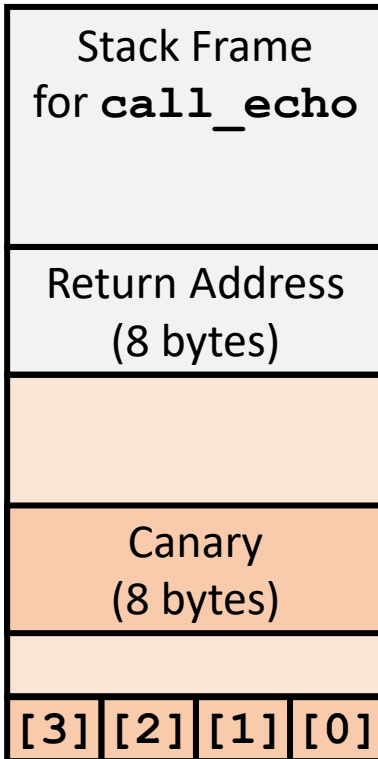 Stack Frame
for call_echo
Return Address
(8 bytes)
Canary
(8 bytes)
[3] [2] [1] [0]